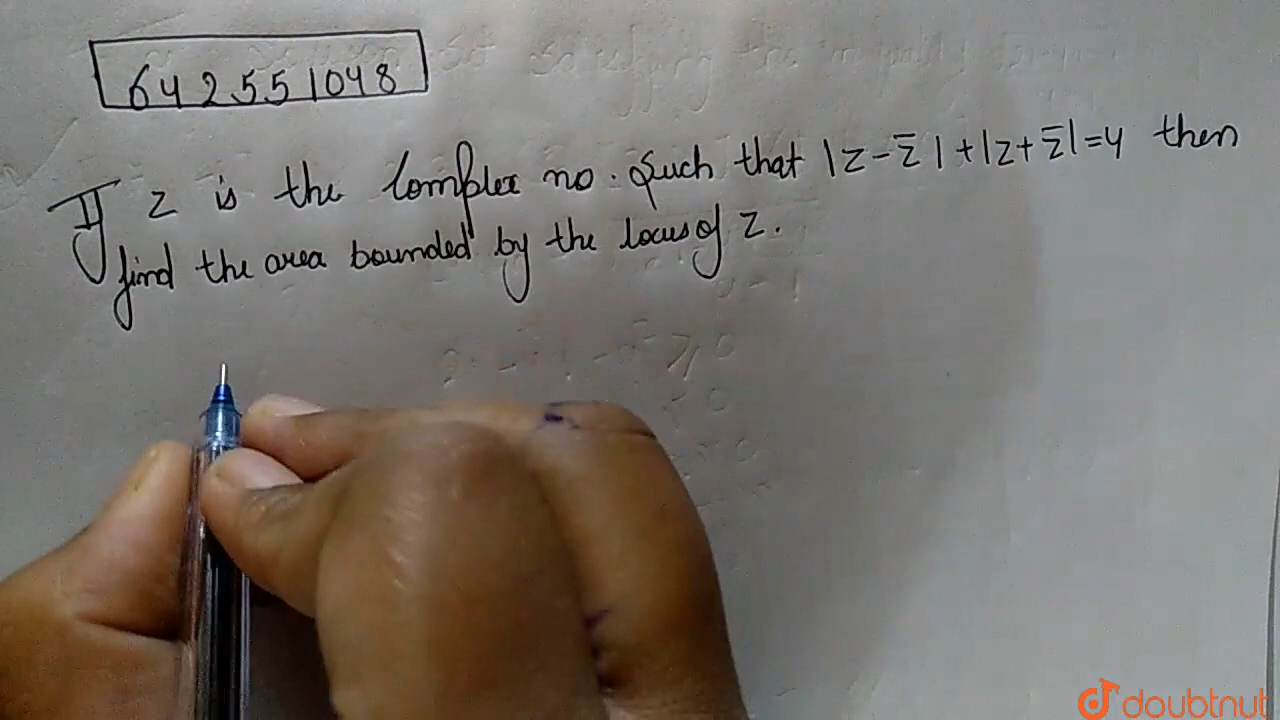 642551048
If z is the complex no. such that |z - z̄| + |z + z̄| = 4 then
find the area bounded by the locus of z.
doubtnut